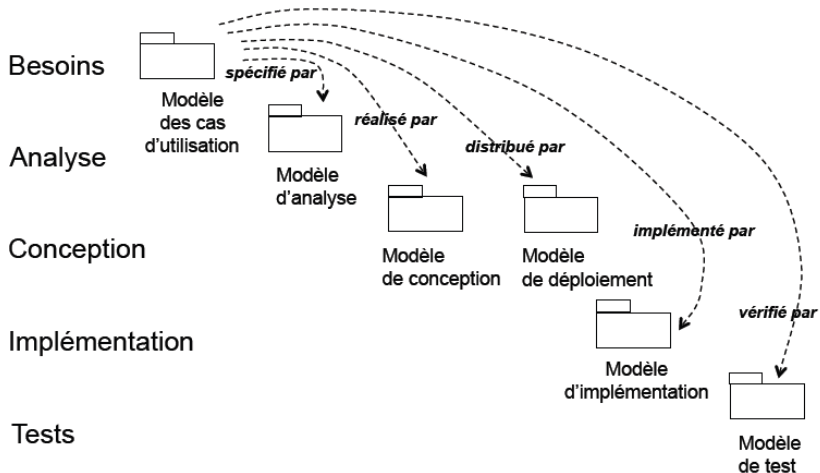 Besoins
spécifié par
Modèle
des cas
d'utilisation
réalisé par
distribué par
Analyse
Modèle
d'analyse
implémenté par
Conception
Modèle
de conception
Modèle
de déploiement
vérifié par
Implémentation
Modèle
d'implémentation
Tests
Modèle
de test